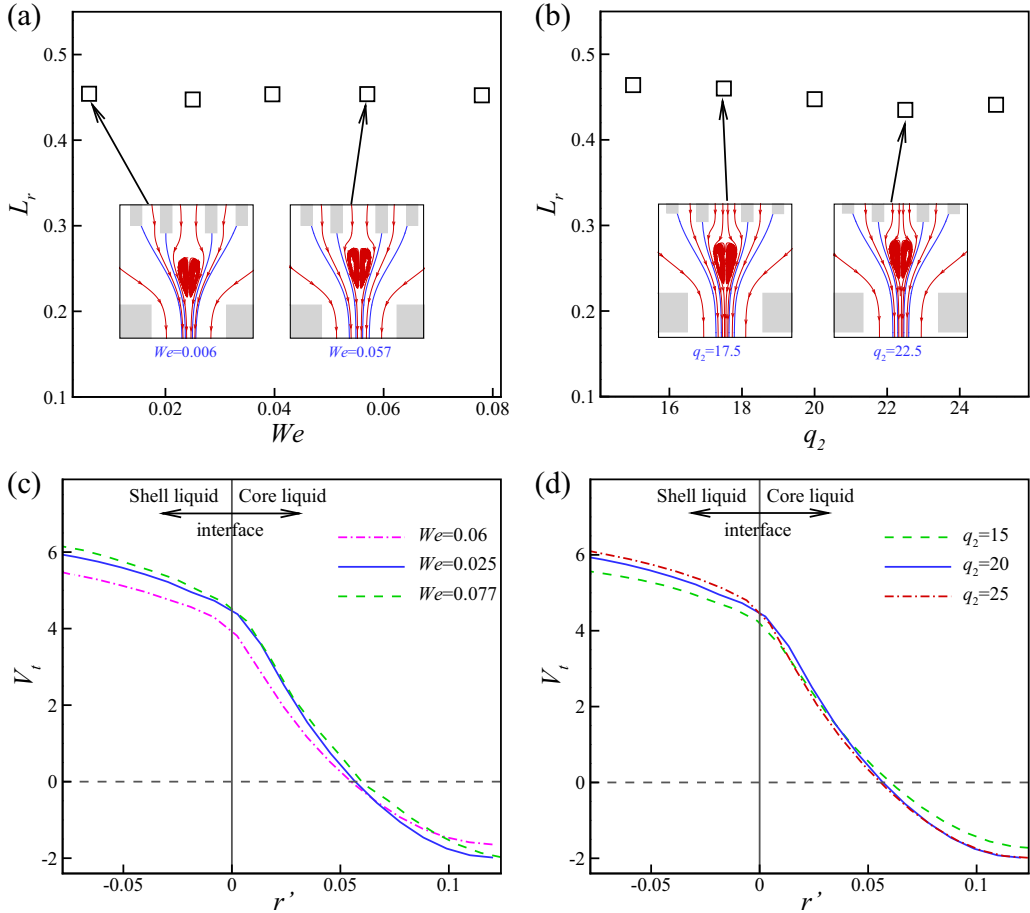 (a)
0.5
0.4
0.3
0.2
0.1
L_r
We=0.006
We=0.057
0.02
0.04
0.06
0.08
We
(b)
0.5
0.4
0.3
0.2
0.1
L_r
q_2=17.5
q_2=22.5
16
18
20
22
24
q_2
(c)
Shell liquid
Core liquid
interface
We=0.06
We=0.025
We=0.077
6
4
2
0
-2
V_t
-0.05
0
0.05
0.1
r'
(d)
Shell liquid
Core liquid
interface
q_2=15
q_2=20
q_2=25
6
4
2
0
-2
V_t
-0.05
0
0.05
0.1
r'